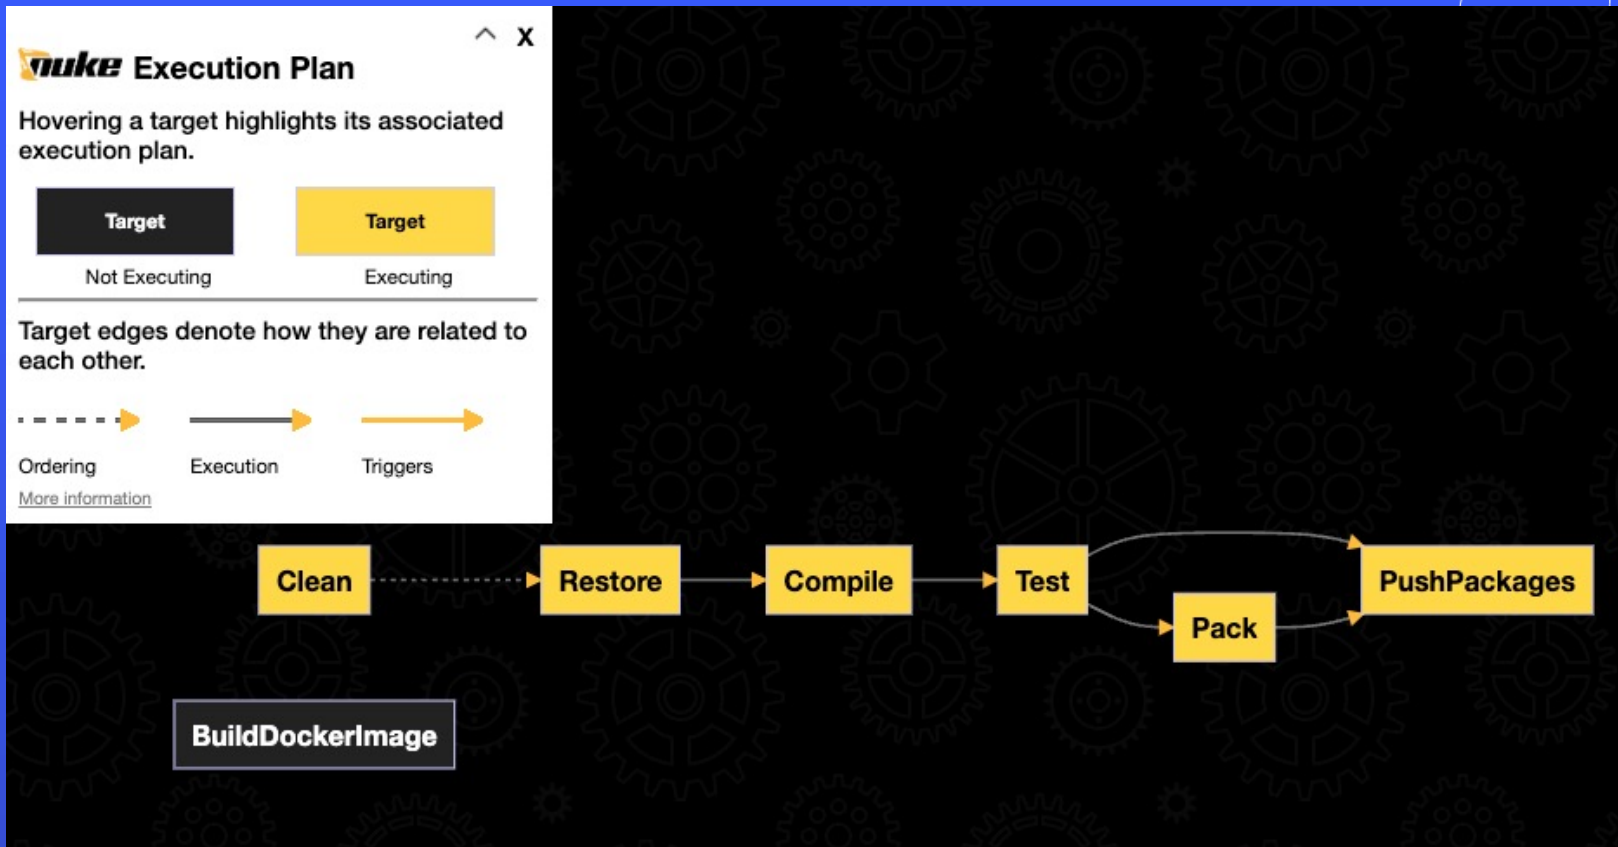 X
nuke Execution Plan
Hovering a target highlights its associated
execution plan.
Target
Target
Not Executing
Executing
Target edges denote how they are related to
each other.
Ordering
Execution
Triggers
More information
Clean
Restore
Compile
Test
Pack
PushPackages
BuildDockerImage